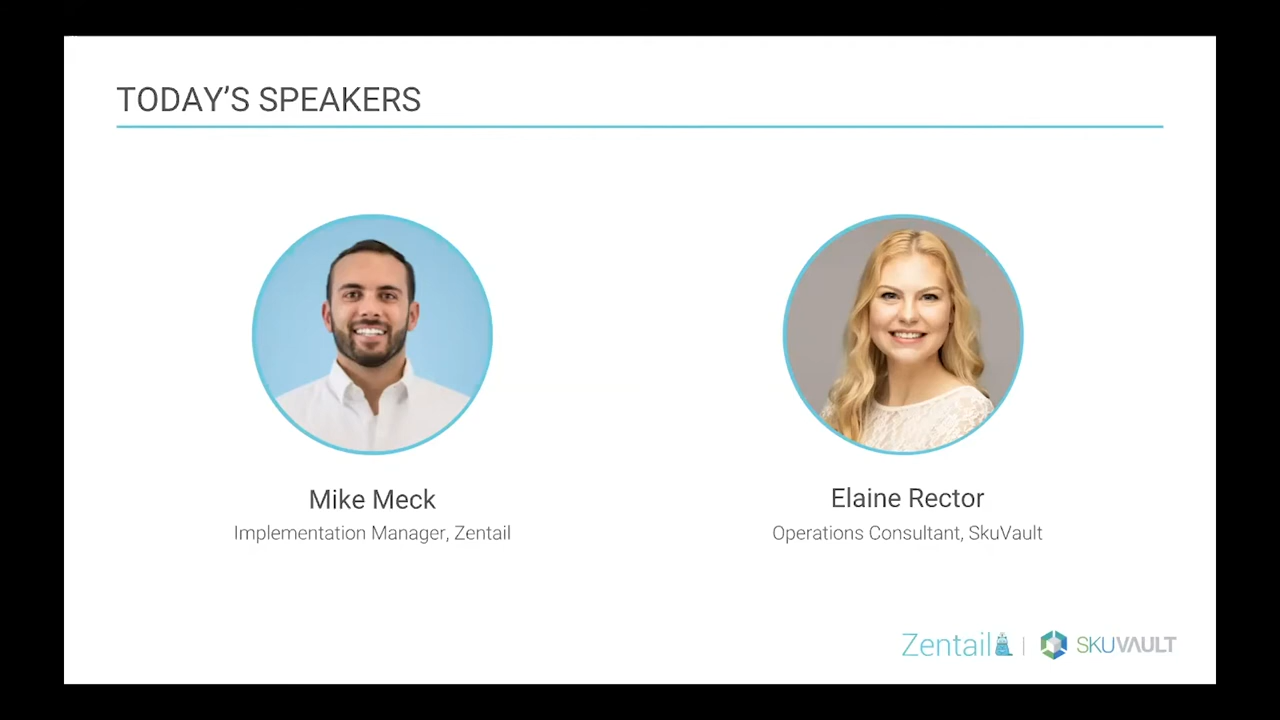 TODAY'S SPEAKERS
Mike Meck
Implementation Manager, Zentail
Elaine Rector
Operations Consultant, SkuVault
Zentail | SKUVAULT